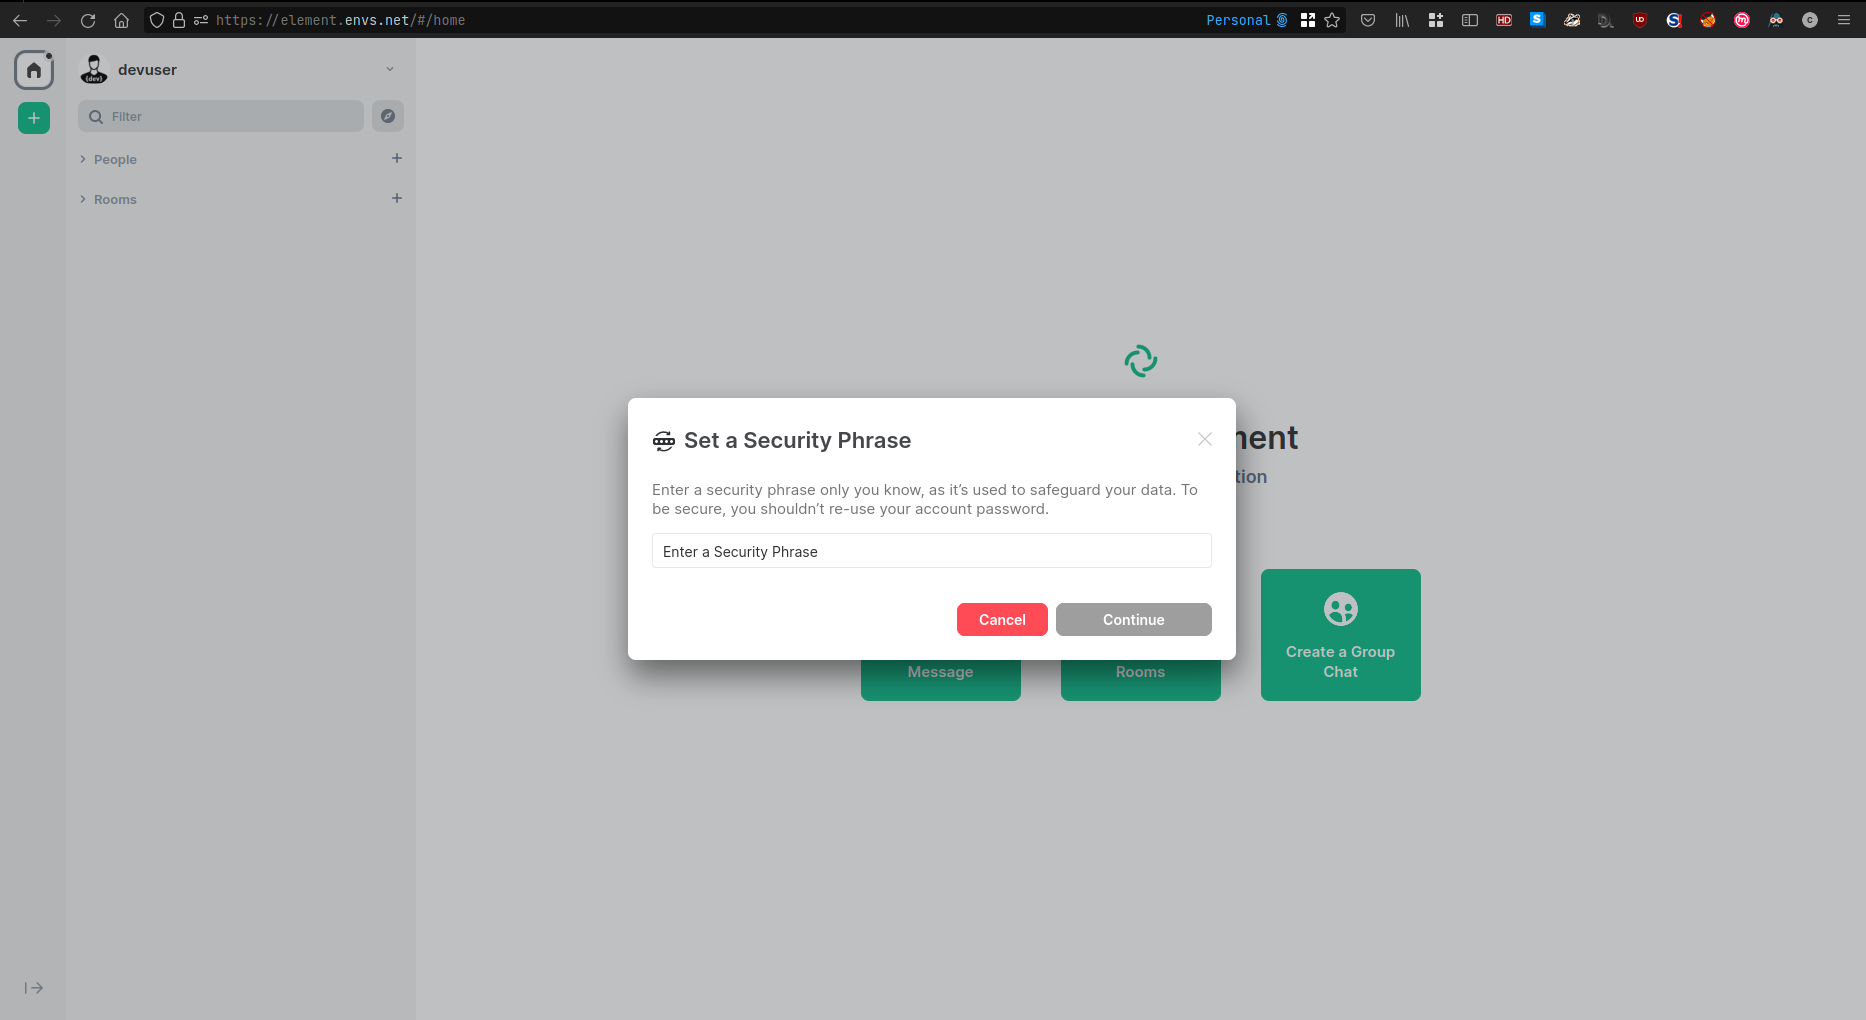 https://element.envs.net/#/home
Personal
devuser
Filter
People
Rooms
ment
tion
Set a Security Phrase
Enter a security phrase only you know, as it’s used to safeguard your data. To
be secure, you shouldn’t re-use your account password.
Enter a Security Phrase
Cancel
Continue
Message
Rooms
Create a Group
Chat
HD
S